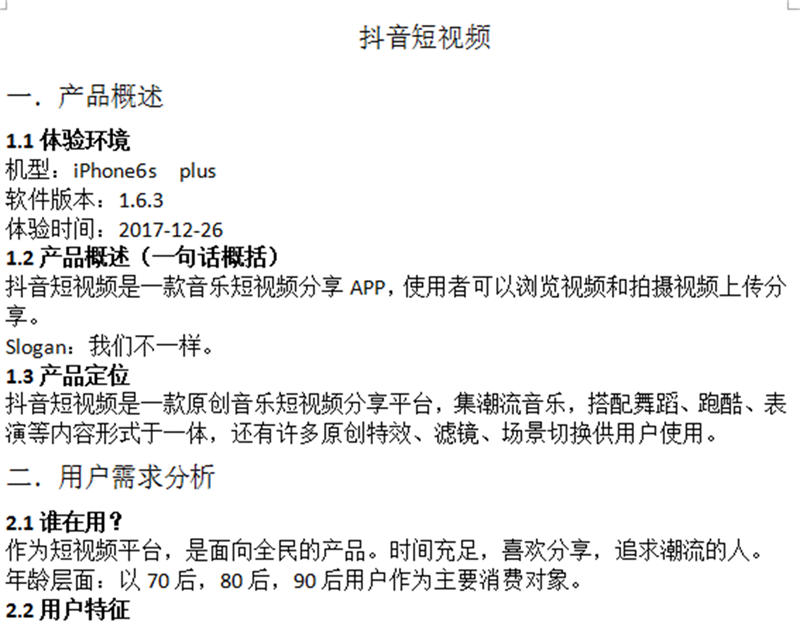 抖音短视频
一．产品概述
1.1 体验环境
机型：iPhone6s plus
软件版本：1.6.3
体验时间：2017-12-26
1.2 产品概述（一句话概括）
抖音短视频是一款音乐短视频分享 APP，使用者可以浏览视频和拍摄视频上传分
享。
Slogan：我们不一样。
1.3 产品定位
抖音短视频是一款原创音乐短视频分享平台，集潮流音乐，搭配舞蹈、跑酷、表
演等内容形式于一体，还有许多原创特效、滤镜、场景切换供用户使用。
二．用户需求分析
2.1 谁在用？
作为短视频平台，是面向全民的产品。时间充足，喜欢分享，追求潮流的人。
年龄层面：以 70 后，80 后，90 后用户作为主要消费对象。
2.2 用户特征